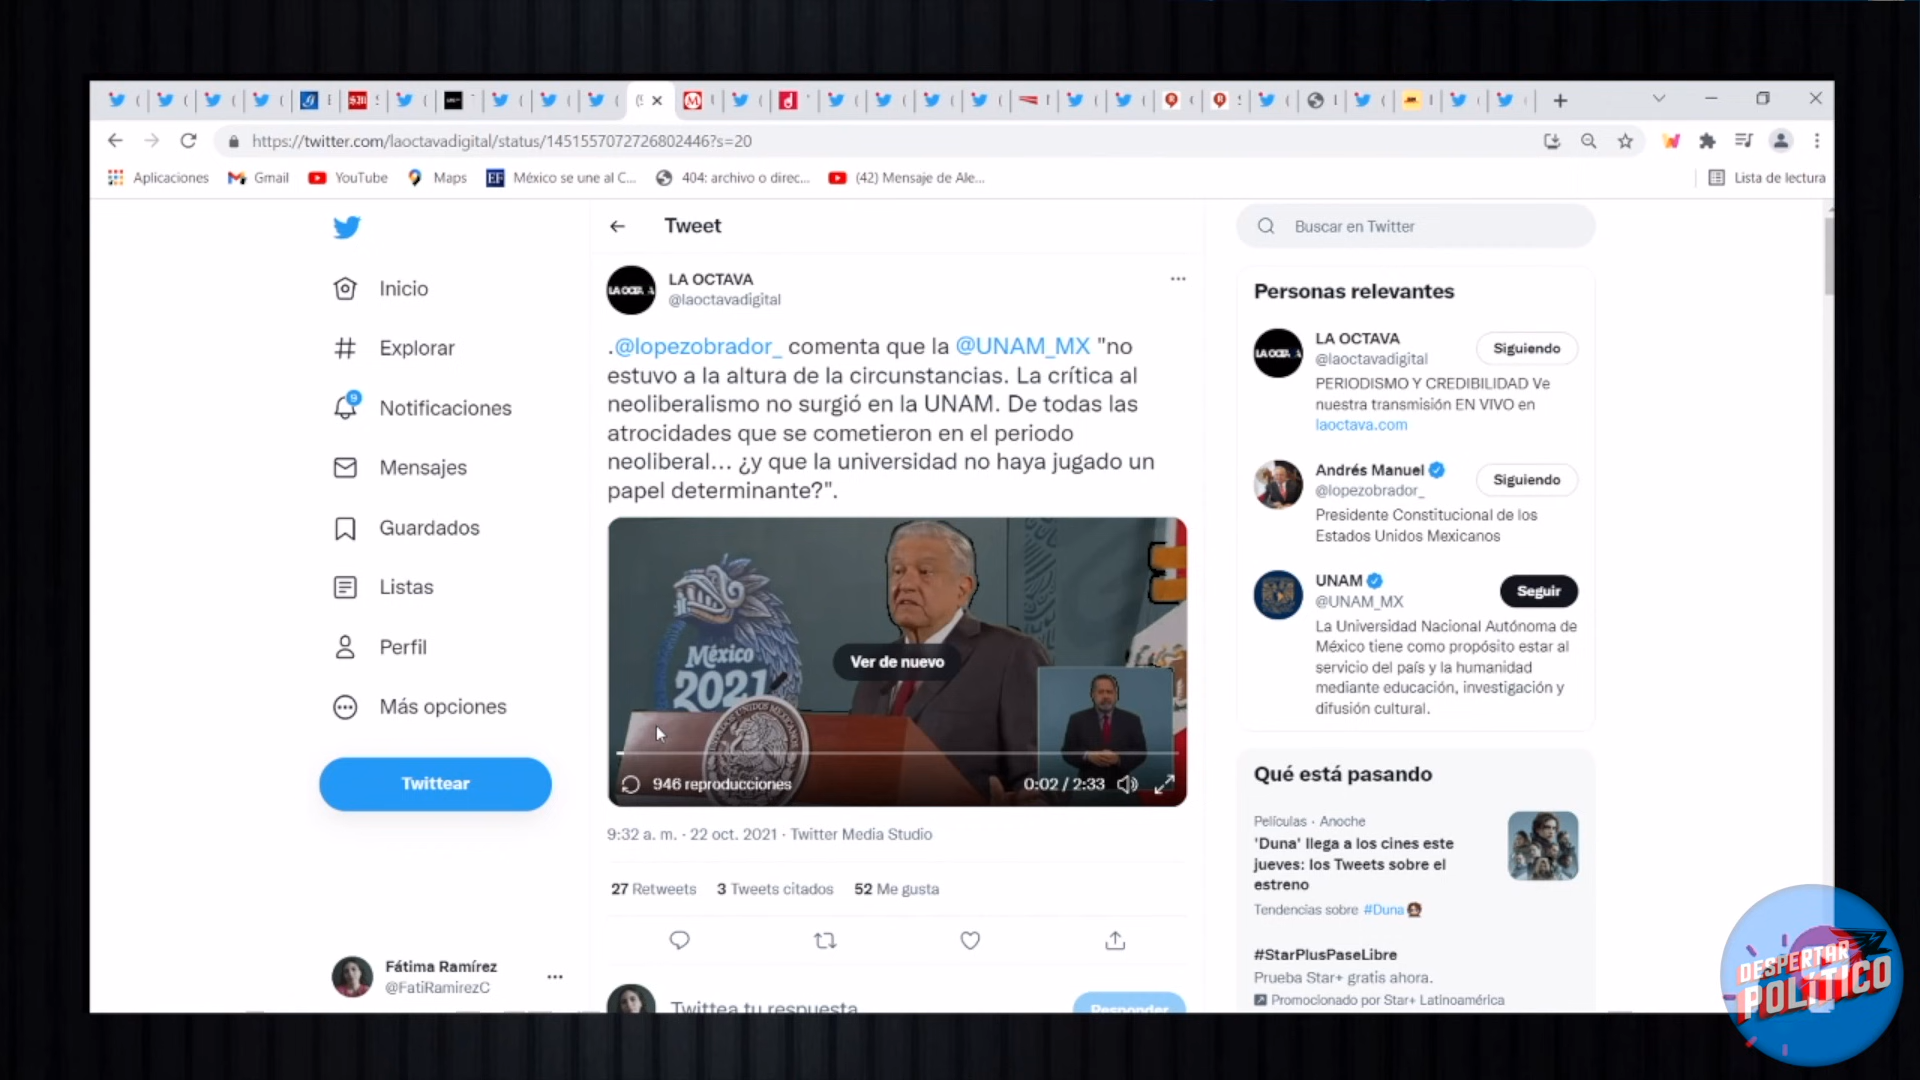 https://twitter.com/laoctavadigital/status/1451557072726802446?s=20
Aplicaciones
Gmail
YouTube
Maps
EF
México se une al C...
404: archivo o direc...
(42) Mensaje de Ale...
Lista de lectura
Inicio
Explorar
9
Notificaciones
Mensajes
Guardados
Listas
Perfil
Más opciones
Twittear
Fátima Ramírez
@FatiRamirezC
Tweet
LA OCTAVA
@laoctavadigital
.@lopezobrador_ comenta que la @UNAM_MX "no
estuvo a la altura de la circunstancias. La crítica al
neoliberalismo no surgió en la UNAM. De todas las
atrocidades que se cometieron en el periodo
neoliberal... ¿y que la universidad no haya jugado un
papel determinante?".
México
2021
Ver de nuevo
946 reproducciones
0:02 / 2:33
9:32 a. m. · 22 oct. 2021 · Twitter Media Studio
27 Retweets
3 Tweets citados
52 Me gusta
Twittea tu respuesta
Responder
Buscar en Twitter
Personas relevantes
LA OCTAVA
@laoctavadigital
Siguiendo
PERIODISMO Y CREDIBILIDAD Ve
nuestra transmisión EN VIVO en
laoctava.com
Andrés Manuel
@lopezobrador_
Siguiendo
Presidente Constitucional de los
Estados Unidos Mexicanos
UNAM
@UNAM_MX
Seguir
La Universidad Nacional Autónoma de
México tiene como propósito estar al
servicio del país y la humanidad
mediante educación, investigación y
difusión cultural.
Qué está pasando
Películas · Anoche
'Duna' llega a los cines este
jueves: los Tweets sobre el
estreno
Tendencias sobre #Duna
#StarPlusPaseLibre
Prueba Star+ gratis ahora.
Promocionado por Star+ Latinoamérica
DESPERTAR
POLÍTICO